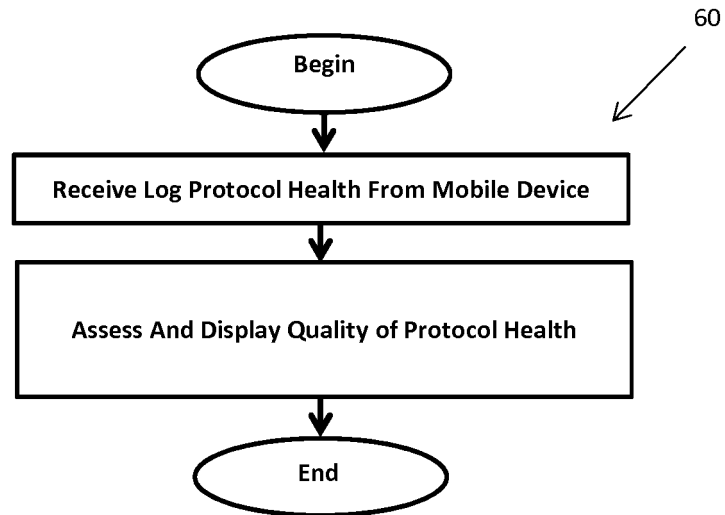 60
Begin
Receive Log Protocol Health From Mobile Device
Assess And Display Quality of Protocol Health
End